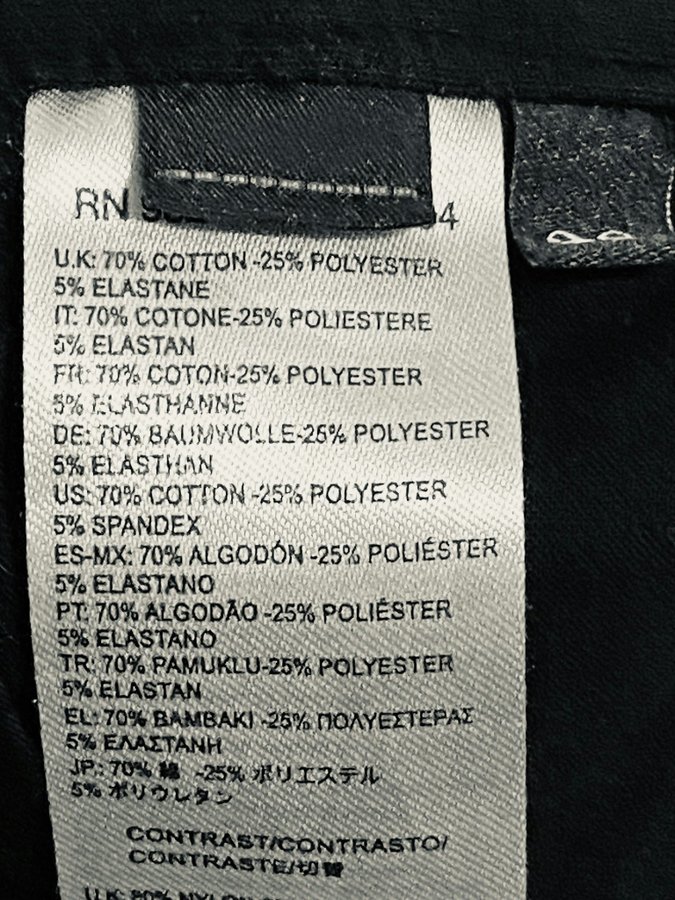 RN
4
U.K: 70% COTTON -25% POLYESTER
5% ELASTANE
IT: 70% COTONE-25% POLIESTERE
5% ELASTAN
FR: 70% COTON-25% POLYESTER
5% ELASTHANNE
DE: 70% BAUMWOLLE-25% POLYESTER
5% ELASTHAN
US: 70% COTTON -25% POLYESTER
5% SPANDEX
ES-MX: 70% ALGODÓN -25% POLIÉSTER
5% ELASTANO
PT: 70% ALGODÃO -25% POLIÉSTER
5% ELASTANO
TR: 70% PAMUKLU-25% POLYESTER
5% ELASTAN
EL: 70% ΒΑΜΒΑΚΙ -25% ΠΟΛΥΕΣΤΕΡΑΣ
5% ΕΛΑΣΤΑΝΗ
JP.: 70% 綿 -25% ポリエステル
5% ポリウレタン
CONTRAST/CONTRASTO/
CONTRASTE/切替
U.K: 80% NYLON